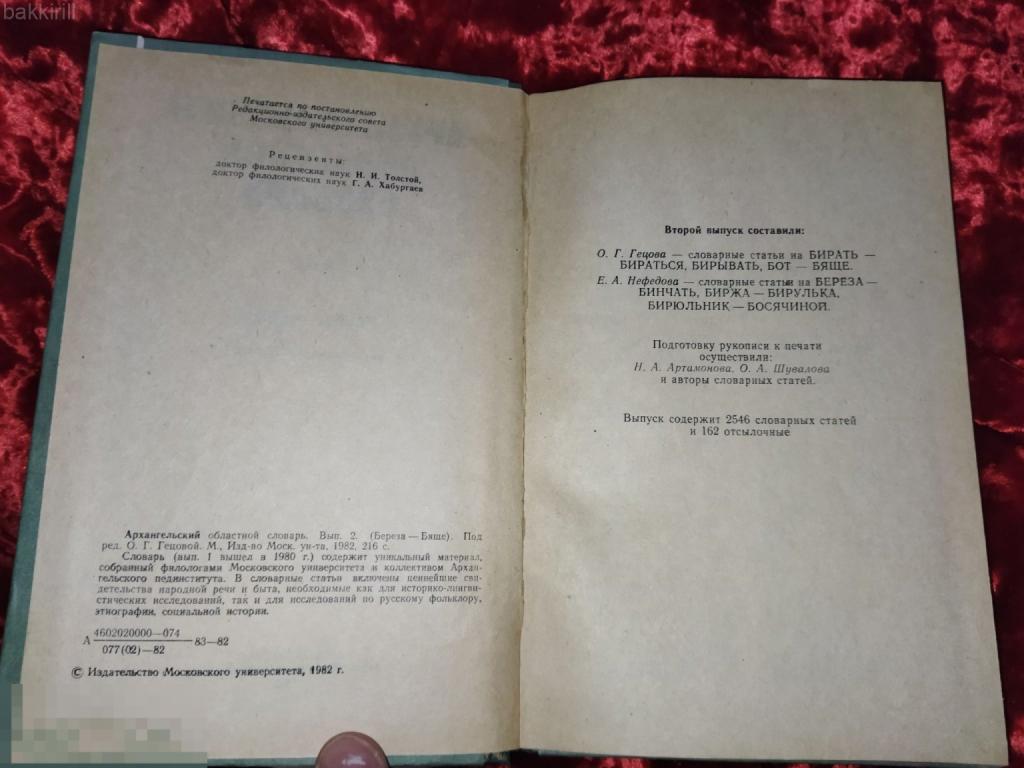 bakkirill
Печатается по постановлению
Редакционно-издательского совета
Московского университета
Рецензенты:
доктор филологических наук Н. И. Толстой,
доктор филологических наук Г. А. Хабургаев
Архангельский областной словарь. Вып. 2. (Береза — Бяще). Под
ред. О. Г. Гецовой. М., Изд-во Моск. ун-та, 1982, 216 с.
Словарь (вып. 1 вышел в 1980 г.) содержит уникальный материал,
собранный филологами Московского университета и коллективом Архан-
гельского пединститута. В словарные статьи включены ценнейшие сви-
детельства народной речи и быта, необходимые как для историко-лингви-
стических исследований, так и для исследований по русскому фольклору,
этнографии, социальной истории.
А 4602020000—074 83—82
077(02)—82
© Издательство Московского университета, 1982 г.
Второй выпуск составили:
О. Г. Гецова — словарные статьи на БИРАТЬ —
БИРАТЬСЯ, БИРЫВАТЬ, БОТ — БЯЩЕ.
Е. А. Нефедова — словарные статьи на БЕРЕЗА —
БИНЧАТЬ, БИРЖА — БИРУЛЬКА,
БИРЮЛЬНИК — БОСЯЧИНОЙ.
Подготовку рукописи к печати
осуществили:
Н. А. Артамонова, О. А. Шувалова
и авторы словарных статей.
Выпуск содержит 2546 словарных статей
и 162 отсылочные